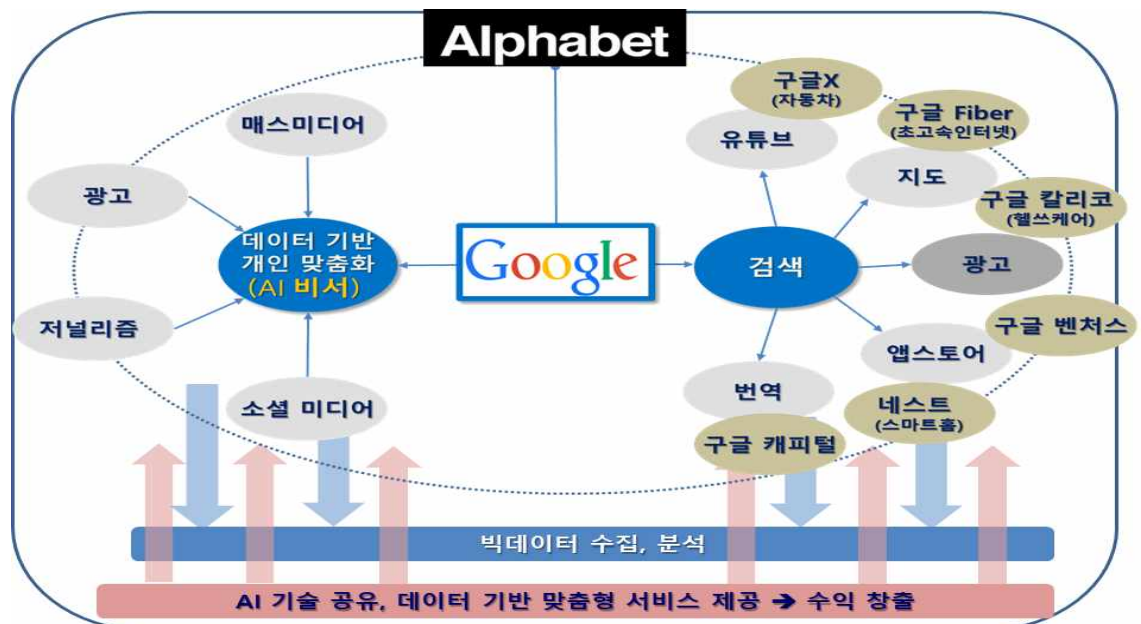 Alphabet
구글X
(자동차)
매스미디어
유튜브
구글 Fiber
(초고속인터넷)
광고
지도
구글 칼리코
(헬쓰케어)
데이터 기반
개인 맞춤화
(AI 비서)
Google
검색
광고
저널리즘
구글 벤처스
앱스토어
소셜 미디어
번역
네스트
(스마트홈)
구글 캐피털
빅데이터 수집, 분석
AI 기술 공유, 데이터 기반 맞춤형 서비스 제공 → 수익 창출